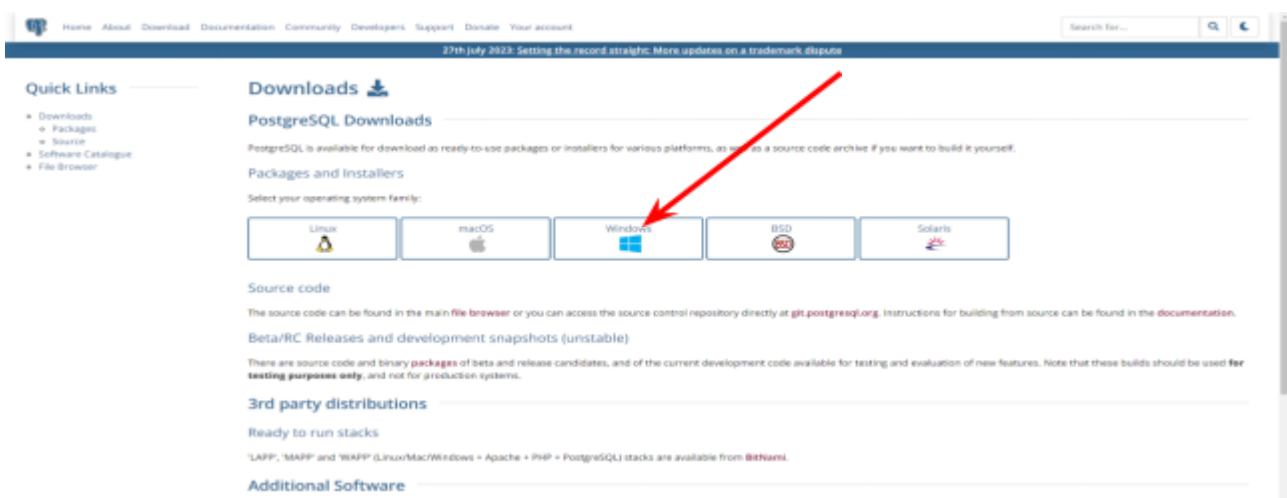 Home About Download Documentation Community Developers Support Donate Your account
Search for...
27th July 2023: Setting the record straight: More updates on a trademark dispute
Quick Links
Downloads
Packages
Source
Software Catalogue
File Browser
Downloads
PostgreSQL Downloads
PostgreSQL is available for download as ready-to-use packages or installers for various platforms, as well as a source code archive if you want to build it yourself.
Packages and Installers
Select your operating system family:
Linux
macOS
Windows
BSD
Solaris
Source code
The source code can be found in the main file browser or you can access the source control repository directly at git.postgresql.org. Instructions for building from source can be found in the documentation.
Beta/RC Releases and development snapshots (unstable)
There are source code and binary packages of beta and release candidates, and of the current development code available for testing and evaluation of new features. Note that these builds should be used for
testing purposes only, and not for production systems.
3rd party distributions
Ready to run stacks
'LAPP', 'MAPP' and 'WAPP' (Linux/Mac/Windows + Apache + PHP + PostgreSQL) stacks are available from BitNami.
Additional Software